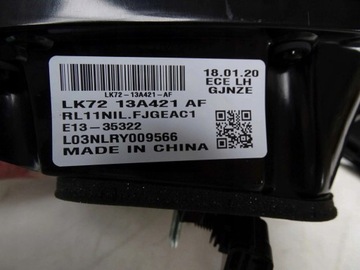 LK72-13A421-AF
18.01.20
ECE LH
GJNZE
LK72 13A421 AF
RL11NIL.FJGEAC1
E13-35322
L03NLRY009566
MADE IN CHINA